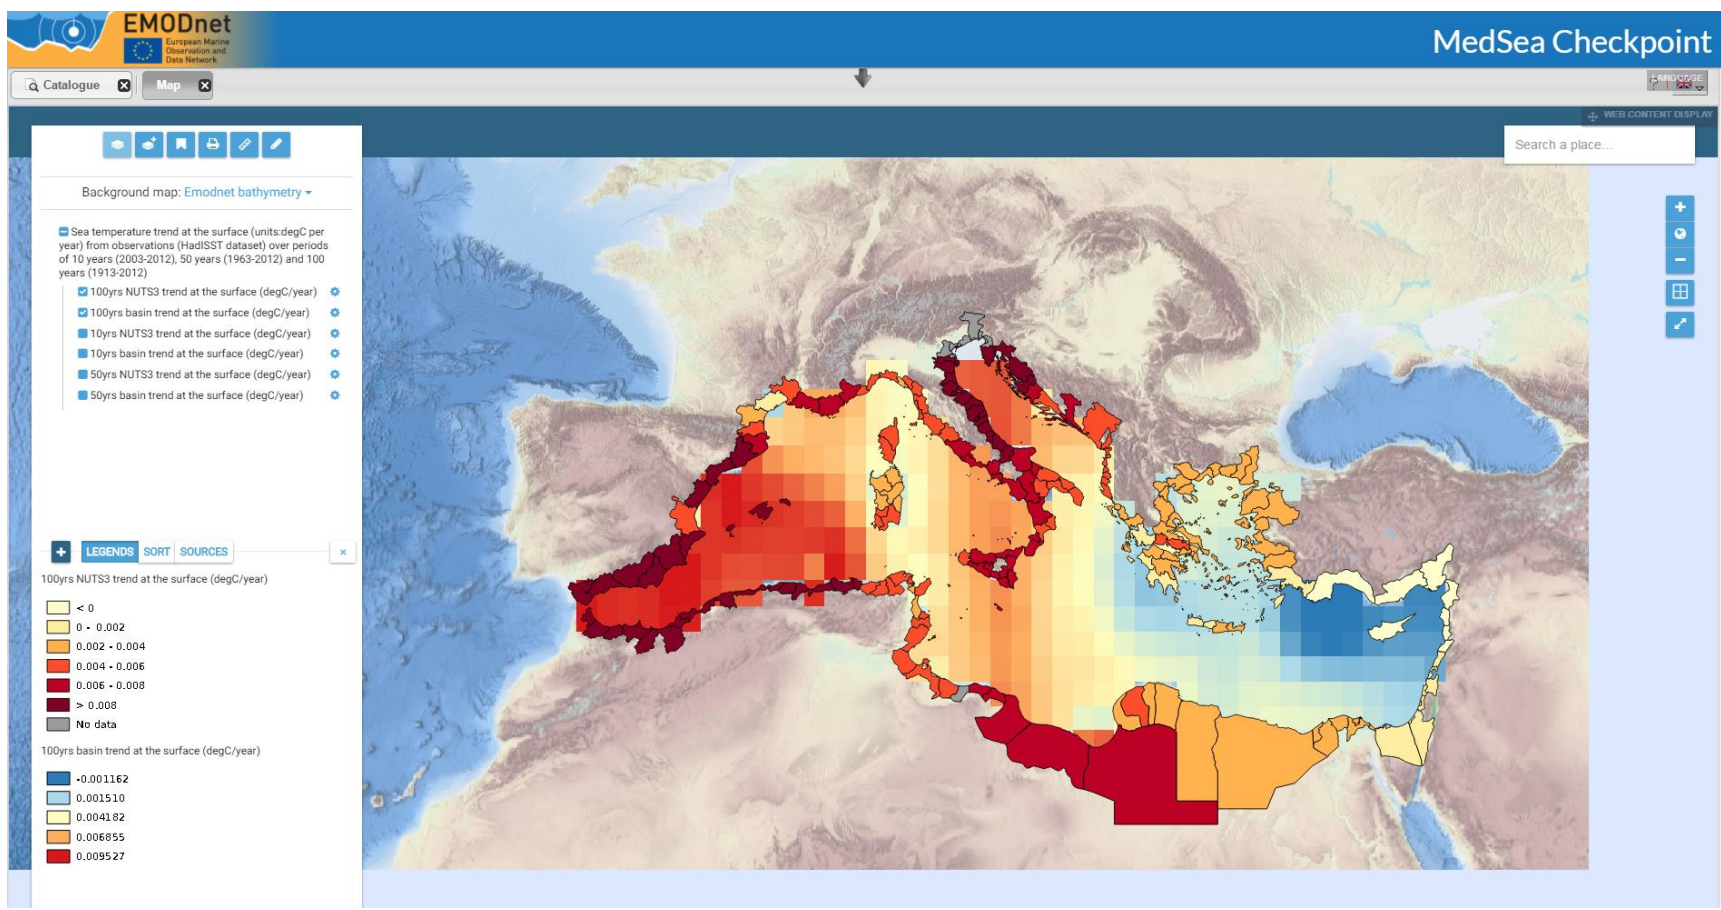 EMODnet
European Marine
Observation and
Data Network
MedSea Checkpoint
Catalogue
Map
LANGUAGE
?
WEB CONTENT DISPLAY
Search a place...
Background map: Emodnet bathymetry
Sea temperature trend at the surface (units:degC per
year) from observations (HadISST dataset) over periods
of 10 years (2003-2012), 50 years (1963-2012) and 100
years (1913-2012)
100yrs NUTS3 trend at the surface (degC/year)
100yrs basin trend at the surface (degC/year)
10yrs NUTS3 trend at the surface (degC/year)
10yrs basin trend at the surface (degC/year)
50yrs NUTS3 trend at the surface (degC/year)
50yrs basin trend at the surface (degC/year)
LEGENDS SORT SOURCES
100yrs NUTS3 trend at the surface (degC/year)
< 0
0 - 0.002
0.002 - 0.004
0.004 - 0.006
0.006 - 0.008
> 0.008
No data
100yrs basin trend at the surface (degC/year)
-0.001162
0.001510
0.004182
0.006855
0.009527